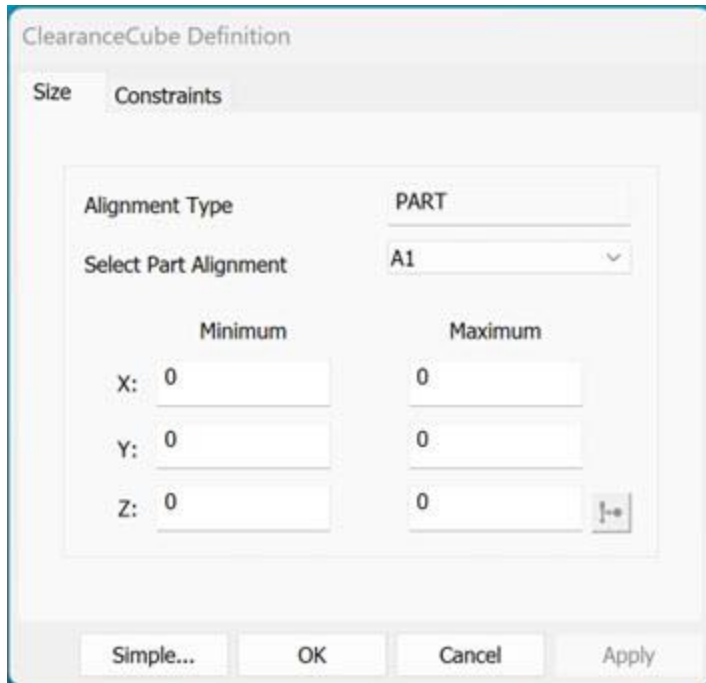 ClearanceCube Definition
Size Constraints
Alignment Type PART
Select Part Alignment A1
Minimum Maximum
X: 0 0
Y: 0 0
Z: 0 0
Simple... OK Cancel Apply